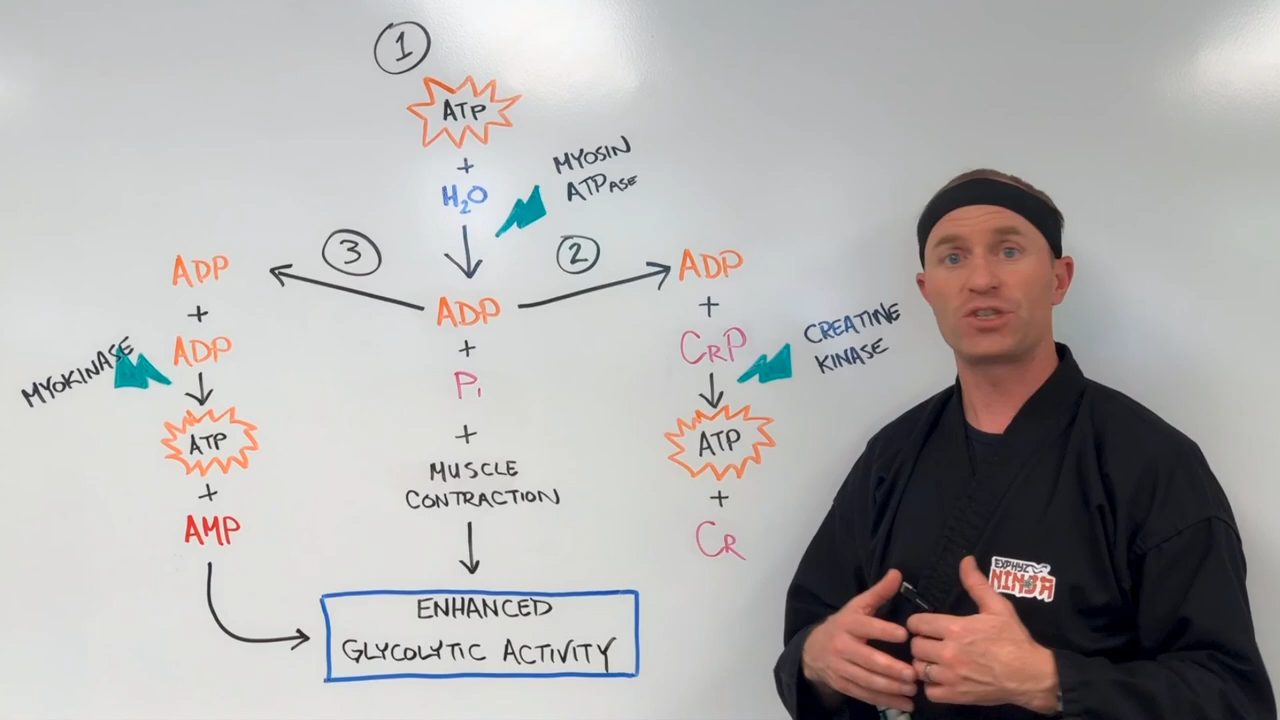 1
ATP
+
H₂O
MYOSIN
ATPASE
3
2
ADP
+
Pi
+
MUSCLE
CONTRACTION
ENHANCED
GLYCOLYTIC ACTIVITY
ADP
+
ADP
MYOKINASE
ATP
+
AMP
ADP
+
CRP
CREATINE
KINASE
ATP
+
CR
EXPHYZ
NINJA